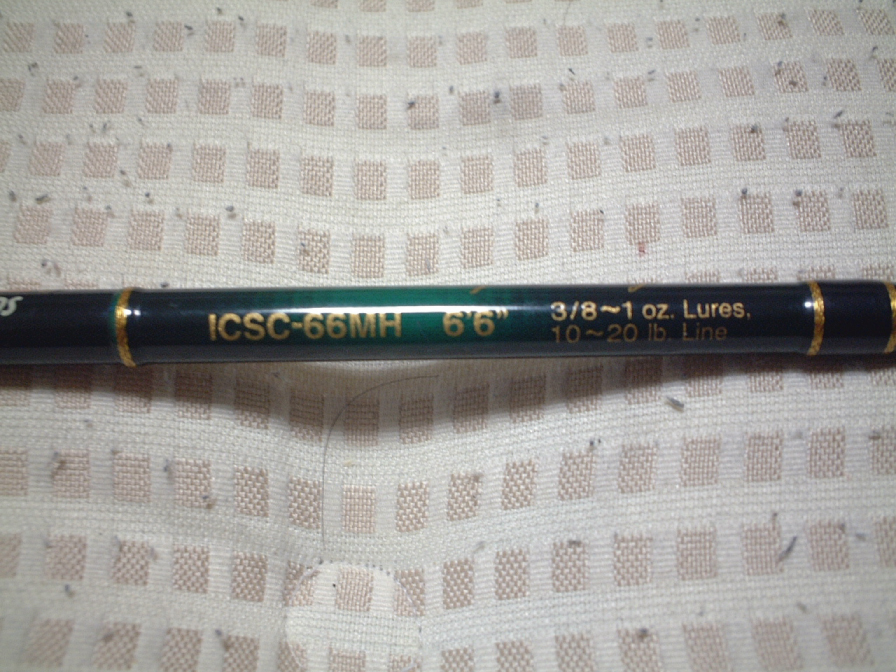 ICSC-66MH 6'6" 3/8~1 oz. Lures,
10~20 lb. Line